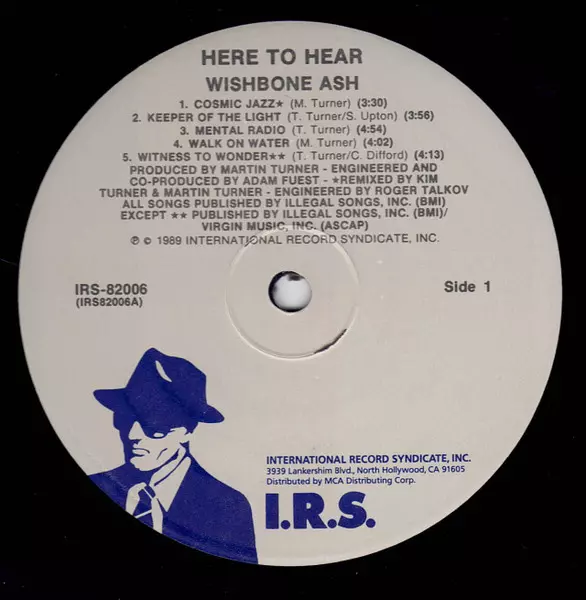 HERE TO HEAR
WISHBONE ASH
1. COSMIC JAZZ★ (M. Turner) (3:30)
2. KEEPER OF THE LIGHT (T. Turner/S. Upton) (3:56)
3. MENTAL RADIO (T. Turner) (4:54)
4. WALK ON WATER (M. Turner) (4:02)
5. WITNESS TO WONDER★★ (T. Turner/C. Difford) (4:13)
PRODUCED BY MARTIN TURNER - ENGINEERED AND
CO-PRODUCED BY ADAM FUEST - ★REMIXED BY KIM
TURNER & MARTIN TURNER - ENGINEERED BY ROGER TALKOV
ALL SONGS PUBLISHED BY ILLEGAL SONGS, INC. (BMI)
EXCEPT ★★ PUBLISHED BY ILLEGAL SONGS, INC. (BMI)/
VIRGIN MUSIC, INC. (ASCAP)
℗ © 1989 INTERNATIONAL RECORD SYNDICATE, INC.
IRS-82006
(IRS82006A)
Side 1
INTERNATIONAL RECORD SYNDICATE, INC.
3939 Lankershim Blvd., North Hollywood, CA 91605
Distributed by MCA Distributing Corp.
I.R.S.